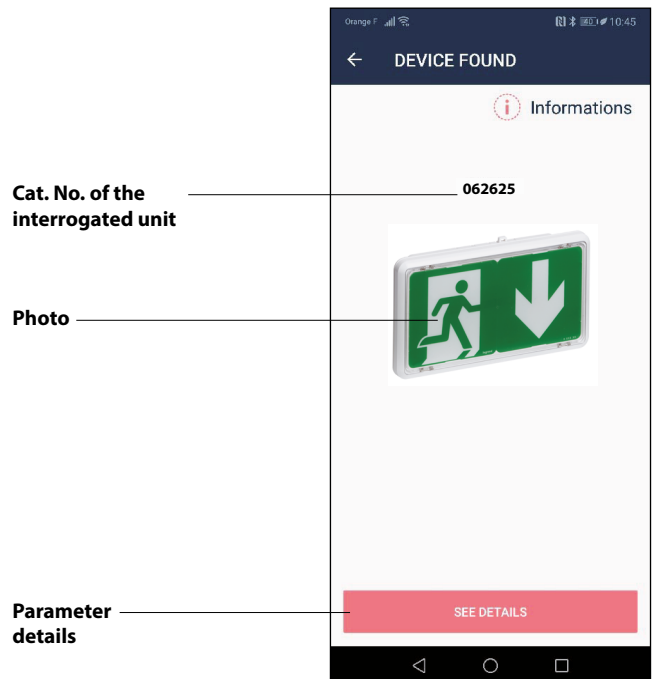 Orange F 10:45
DEVICE FOUND
Informations
Cat. No. of the
interrogated unit
062625
Photo
Parameter
details
SEE DETAILS